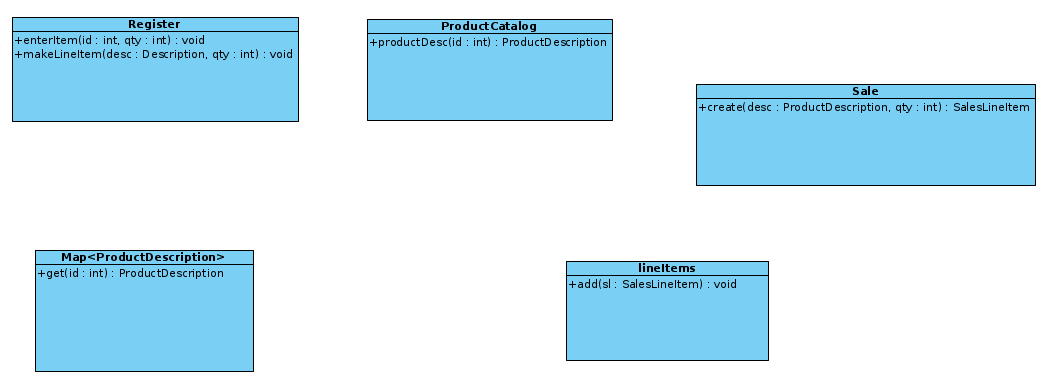 Register
+enterItem(id : int, qty : int) : void
+makeLineItem(desc : Description, qty : int) : void
ProductCatalog
+productDesc(id : int) : ProductDescription
Sale
+create(desc : ProductDescription, qty : int) : SalesLineItem
Map<ProductDescription>
+get(id : int) : ProductDescription
lineItems
+add(sl : SalesLineItem) : void